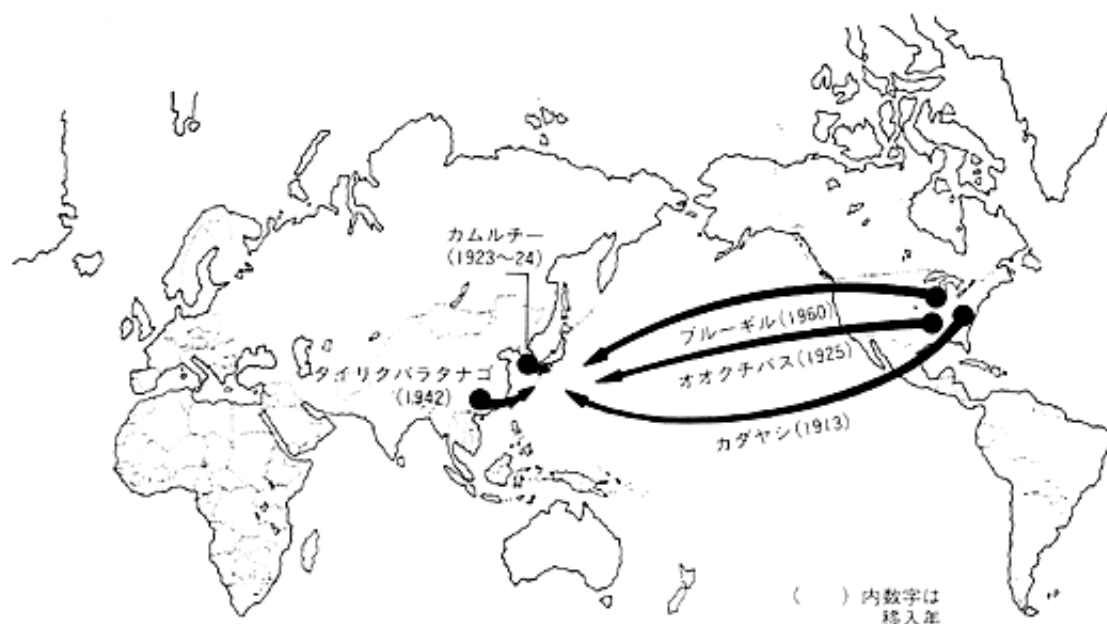 カムルチー
(1923～24)
ブルーギル(1960)
オオクチバス(1925)
タイリクバラタナゴ
(1942)
カダヤシ(1913)
(　　)内数字は
移入年